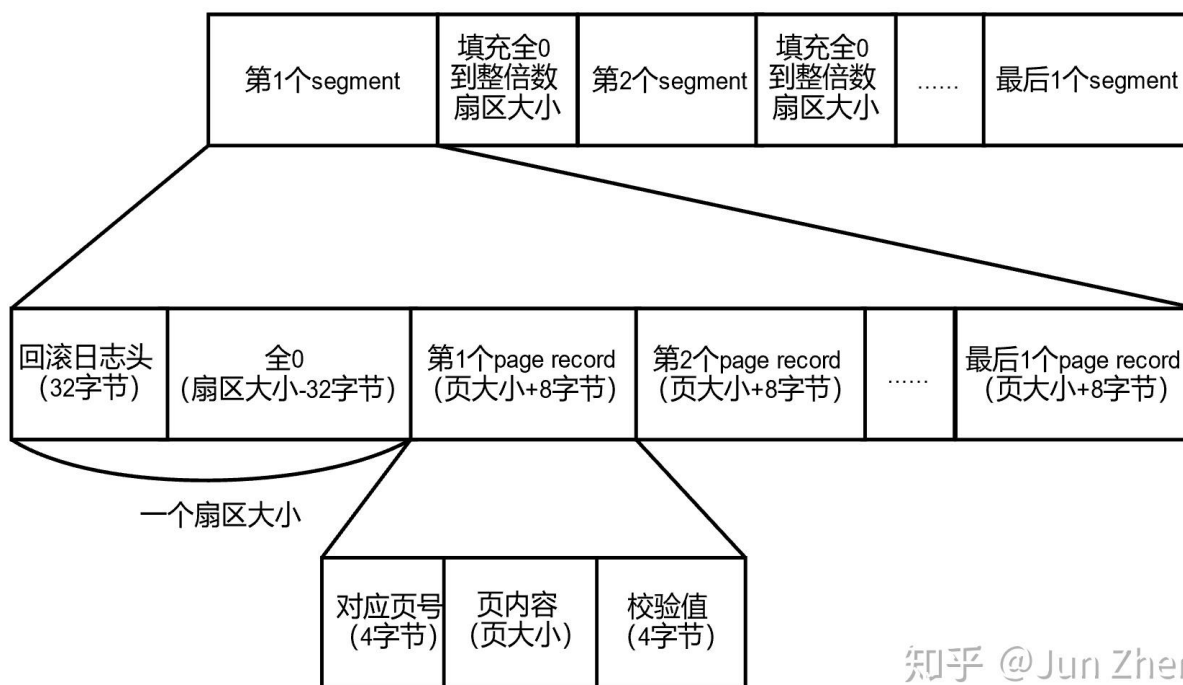 第1个segment
填充全0
到整倍数
扇区大小
第2个segment
填充全0
到整倍数
扇区大小
……
最后1个segment
回滚日志头
(32字节)
全0
(扇区大小-32字节)
第1个page record
(页大小+8字节)
第2个page record
(页大小+8字节)
……
最后1个page record
(页大小+8字节)
一个扇区大小
对应页号
(4字节)
页内容
(页大小)
校验值
(4字节)
知乎 @Jun Zhen